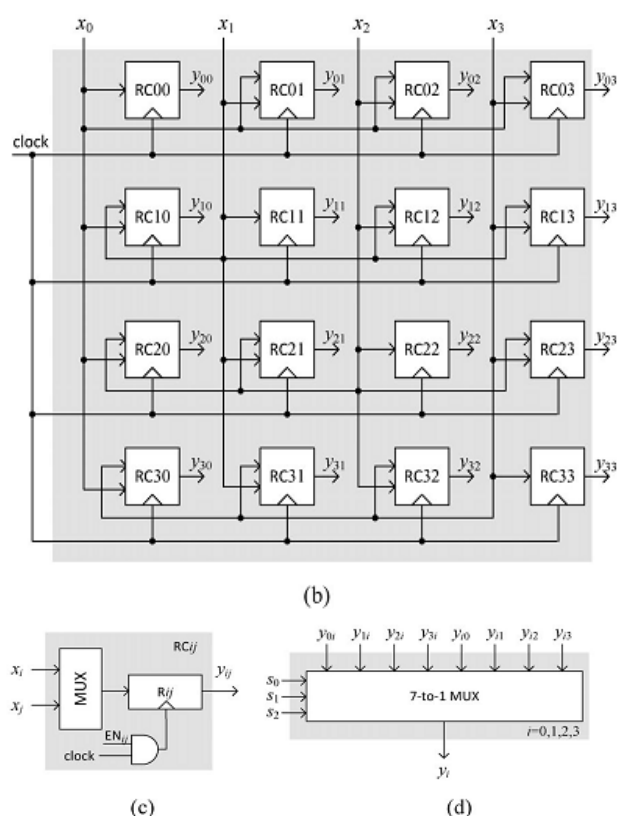 x0 x1 x2 x3
RC00 y00 RC01 y01 RC02 y02 RC03 y03
clock
RC10 y10 RC11 y11 RC12 y12 RC13 y13
RC20 y20 RC21 y21 RC22 y22 RC23 y23
RC30 y30 RC31 y31 RC32 y32 RC33 y33
(b)
RCij
xi
xj
MUX
Rij
yij
ENij
clock
(c)
y0i y1i y2i y3i yi0 yi1 yi2 yi3
s0
s1
s2
7-to-1 MUX
i=0,1,2,3
yi
(d)